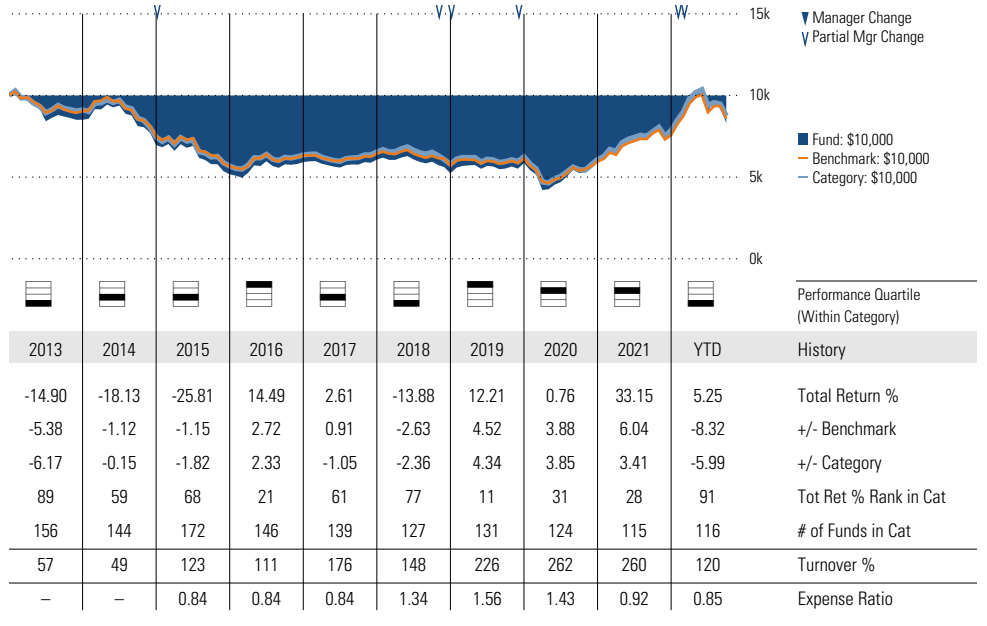 15k
Manager Change
Partial Mgr Change
10k
Fund: $10,000
Benchmark: $10,000
Category: $10,000
5k
0k
Performance Quartile
(Within Category)
2013 2014 2015 2016 2017 2018 2019 2020 2021 YTD History
-14.90 -18.13 -25.81 14.49 2.61 -13.88 12.21 0.76 33.15 5.25 Total Return %
-5.38 -1.12 -1.15 2.72 0.91 -2.63 4.52 3.88 6.04 -8.32 +/- Benchmark
-6.17 -0.15 -1.82 2.33 -1.05 -2.36 4.34 3.85 3.41 -5.99 +/- Category
89 59 68 21 61 77 11 31 28 91 Tot Ret % Rank in Cat
156 144 172 146 139 127 131 124 115 116 # of Funds in Cat
57 49 123 111 176 148 226 262 260 120 Turnover %
– – 0.84 0.84 0.84 1.34 1.56 1.43 0.92 0.85 Expense Ratio